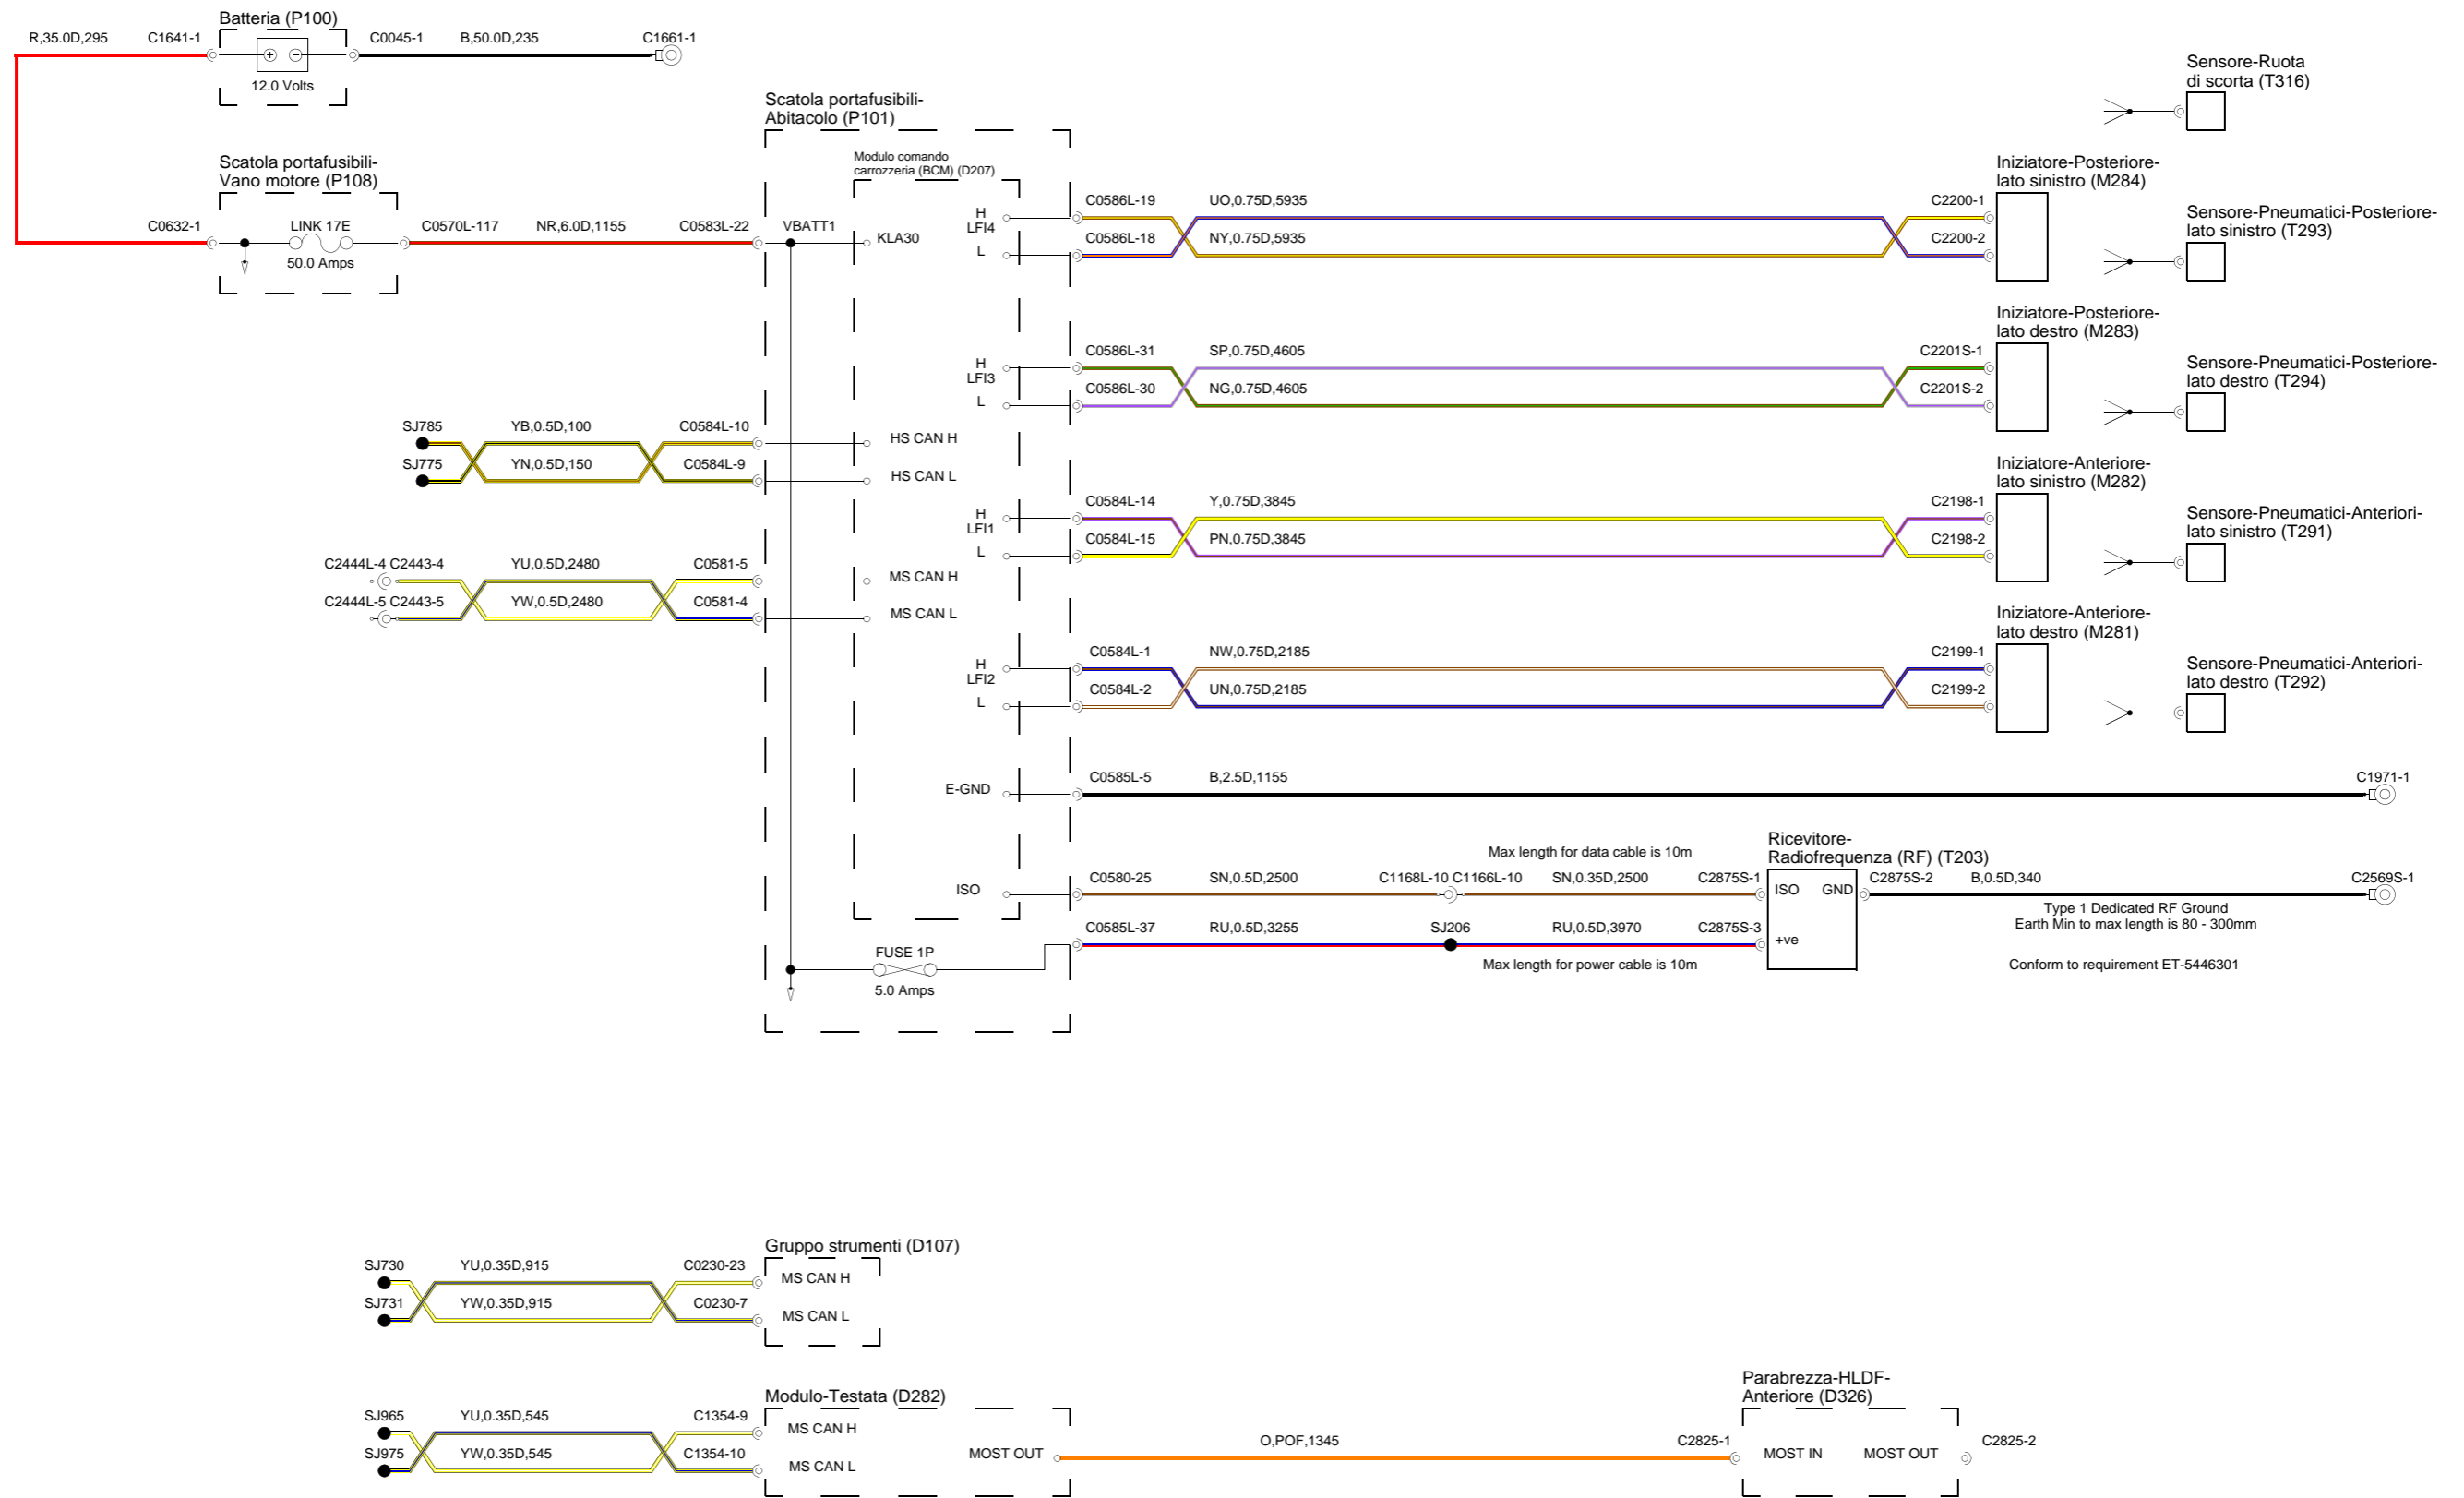 Batteria (P100)
R,35.0D,295
C1641-1
C0045-1
B,50.0D,235
C1661-1
12.0 Volts
Scatola portafusibili-
Vano motore (P108)
C0632-1
LINK 17E
50.0 Amps
C0570L-117
NR,6.0D,1155
C0583L-22
Scatola portafusibili-
Abitacolo (P101)
VBATT1
Modulo comando
carrozzeria (BCM) (D207)
KLA30
H
LFI4
L
C0586L-19
UO,0.75D,5935
C2200-1
C0586L-18
NY,0.75D,5935
C2200-2
Sensore-Ruota
di scorta (T316)
Iniziatore-Posteriore-
lato sinistro (M284)
Sensore-Pneumatici-Posteriore-
lato sinistro (T293)
H
LFI3
L
C0586L-31
SP,0.75D,4605
C2201S-1
C0586L-30
NG,0.75D,4605
C2201S-2
Iniziatore-Posteriore-
lato destro (M283)
Sensore-Pneumatici-Posteriore-
lato destro (T294)
SJ785
YB,0.5D,100
C0584L-10
HS CAN H
SJ775
YN,0.5D,150
C0584L-9
HS CAN L
H
LFI1
L
C0584L-14
Y,0.75D,3845
C2198-1
C0584L-15
PN,0.75D,3845
C2198-2
Iniziatore-Anteriore-
lato sinistro (M282)
Sensore-Pneumatici-Anteriori-
lato sinistro (T291)
C2444L-4 C2443-4
YU,0.5D,2480
C0581-5
MS CAN H
C2444L-5 C2443-5
YW,0.5D,2480
C0581-4
MS CAN L
H
LFI2
L
C0584L-1
NW,0.75D,2185
C2199-1
C0584L-2
UN,0.75D,2185
C2199-2
Iniziatore-Anteriore-
lato destro (M281)
Sensore-Pneumatici-Anteriori-
lato destro (T292)
E-GND
C0585L-5
B,2.5D,1155
C1971-1
Max length for data cable is 10m
Ricevitore-
Radiofrequenza (RF) (T203)
ISO
C0580-25
SN,0.5D,2500
C1168L-10 C1166L-10
SN,0.35D,2500
C2875S-1
ISO
GND
C2875S-2
B,0.5D,340
C2569S-1
Type 1 Dedicated RF Ground
Earth Min to max length is 80 - 300mm
C0585L-37
RU,0.5D,3255
SJ206
RU,0.5D,3970
C2875S-3
+ve
FUSE 1P
5.0 Amps
Max length for power cable is 10m
Conform to requirement ET-5446301
Gruppo strumenti (D107)
SJ730
YU,0.35D,915
C0230-23
MS CAN H
SJ731
YW,0.35D,915
C0230-7
MS CAN L
Modulo-Testata (D282)
SJ965
YU,0.35D,545
C1354-9
MS CAN H
SJ975
YW,0.35D,545
C1354-10
MS CAN L
MOST OUT
O,POF,1345
C2825-1
Parabrezza-HLDF-
Anteriore (D326)
MOST IN
MOST OUT
C2825-2